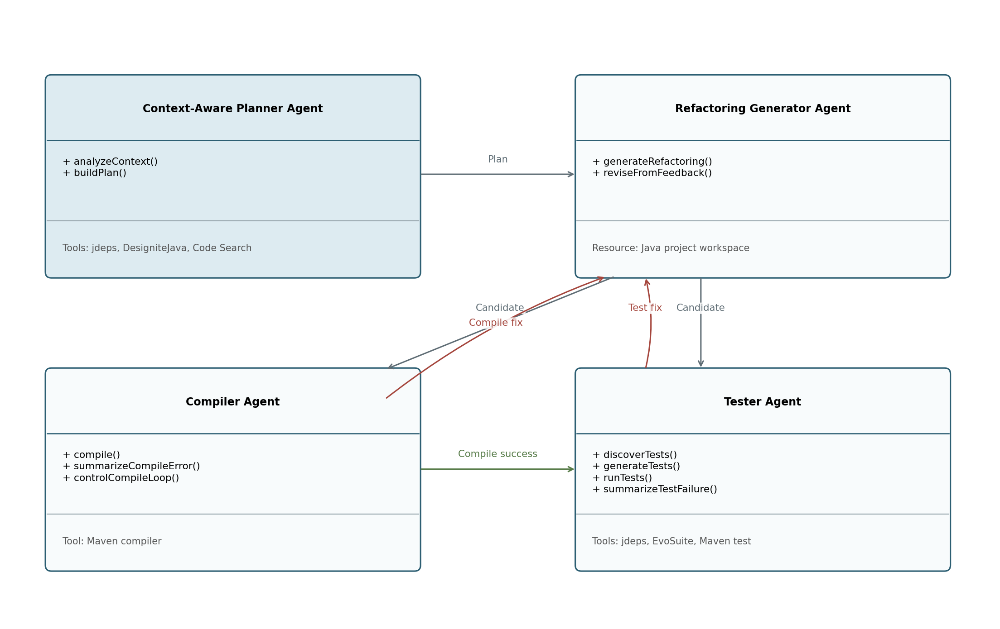 Context-Aware Planner Agent
+ analyzeContext()
+ buildPlan()
Tools: jdeps, DesigniteJava, Code Search
Plan
Refactoring Generator Agent
+ generateRefactoring()
+ reviseFromFeedback()
Resource: Java project workspace
Candidate
Compile fix
Test fix
Candidate
Compiler Agent
+ compile()
+ summarizeCompileError()
+ controlCompileLoop()
Tool: Maven compiler
Compile success
Tester Agent
+ discoverTests()
+ generateTests()
+ runTests()
+ summarizeTestFailure()
Tools: jdeps, EvoSuite, Maven test